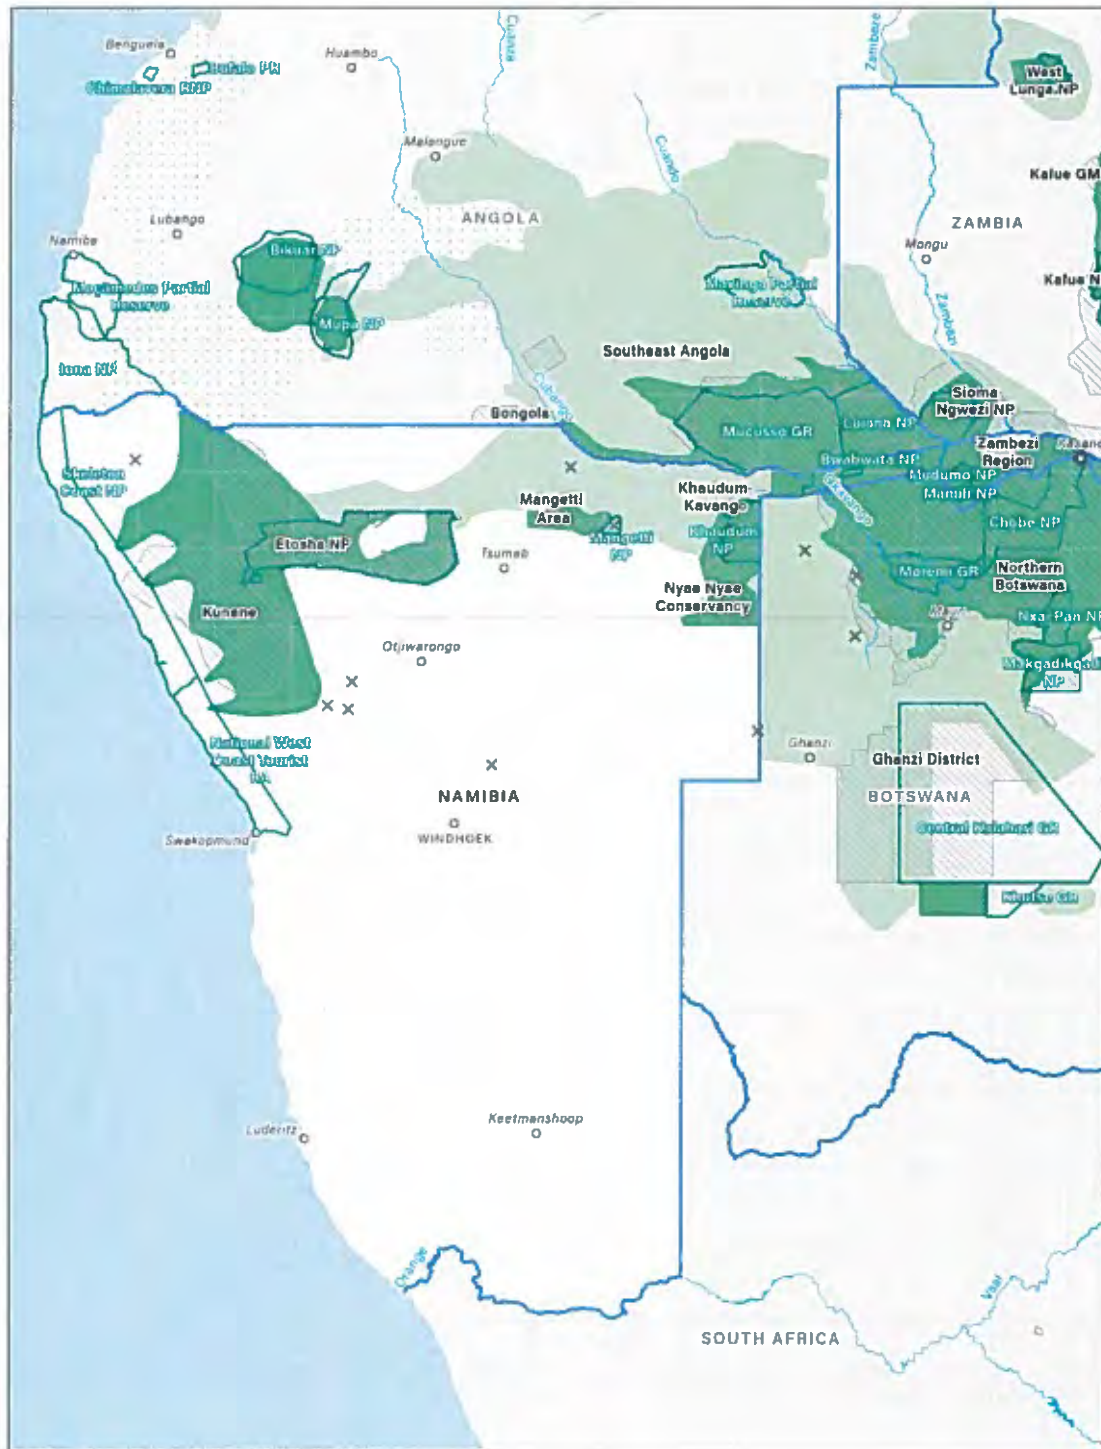 Benguela
Huambo
Cuanza
Zambeze
Bufalo PR
Chimalavera RNP
West
Lunga NP
Malangue
Cuando
Kafue GM
Lubango
ANGOLA
ZAMBIA
Namibe
Bikuar NP
Mongu
Moçâmedes Partial
Reserve
Mavinga Partial
Reserve
Kafue N
Mupa NP
Zambezi
Southeast Angola
Iona NP
Cubango
Sioma
Ngwezi NP
Bongola
Mucusso GR
Luiana NP
Zambezi
Region
Bwabwata NP
Skeleton
Coast NP
Mudumo NP
Mamili NP
Khaudum-
Kavango
Okavango
Mangetti
Area
Chobe NP
Etosha NP
Mangetti
NP
Khaudum
NP
Tsumeb
Moremi GR
Northern
Botswana
Nyae Nyae
Conservancy
Kunene
Maun
Nxai Pan NP
Otjiwarongo
Makgadikgadi
NP
National West
Coast Tourist
RA
Ghanzi
Ghanzi District
NAMIBIA
BOTSWANA
WINDHOEK
Central Kalahari GR
Swakopmund
Khutse GR
Keetmanshoop
Luderitz
Orange
Vaal
SOUTH AFRICA